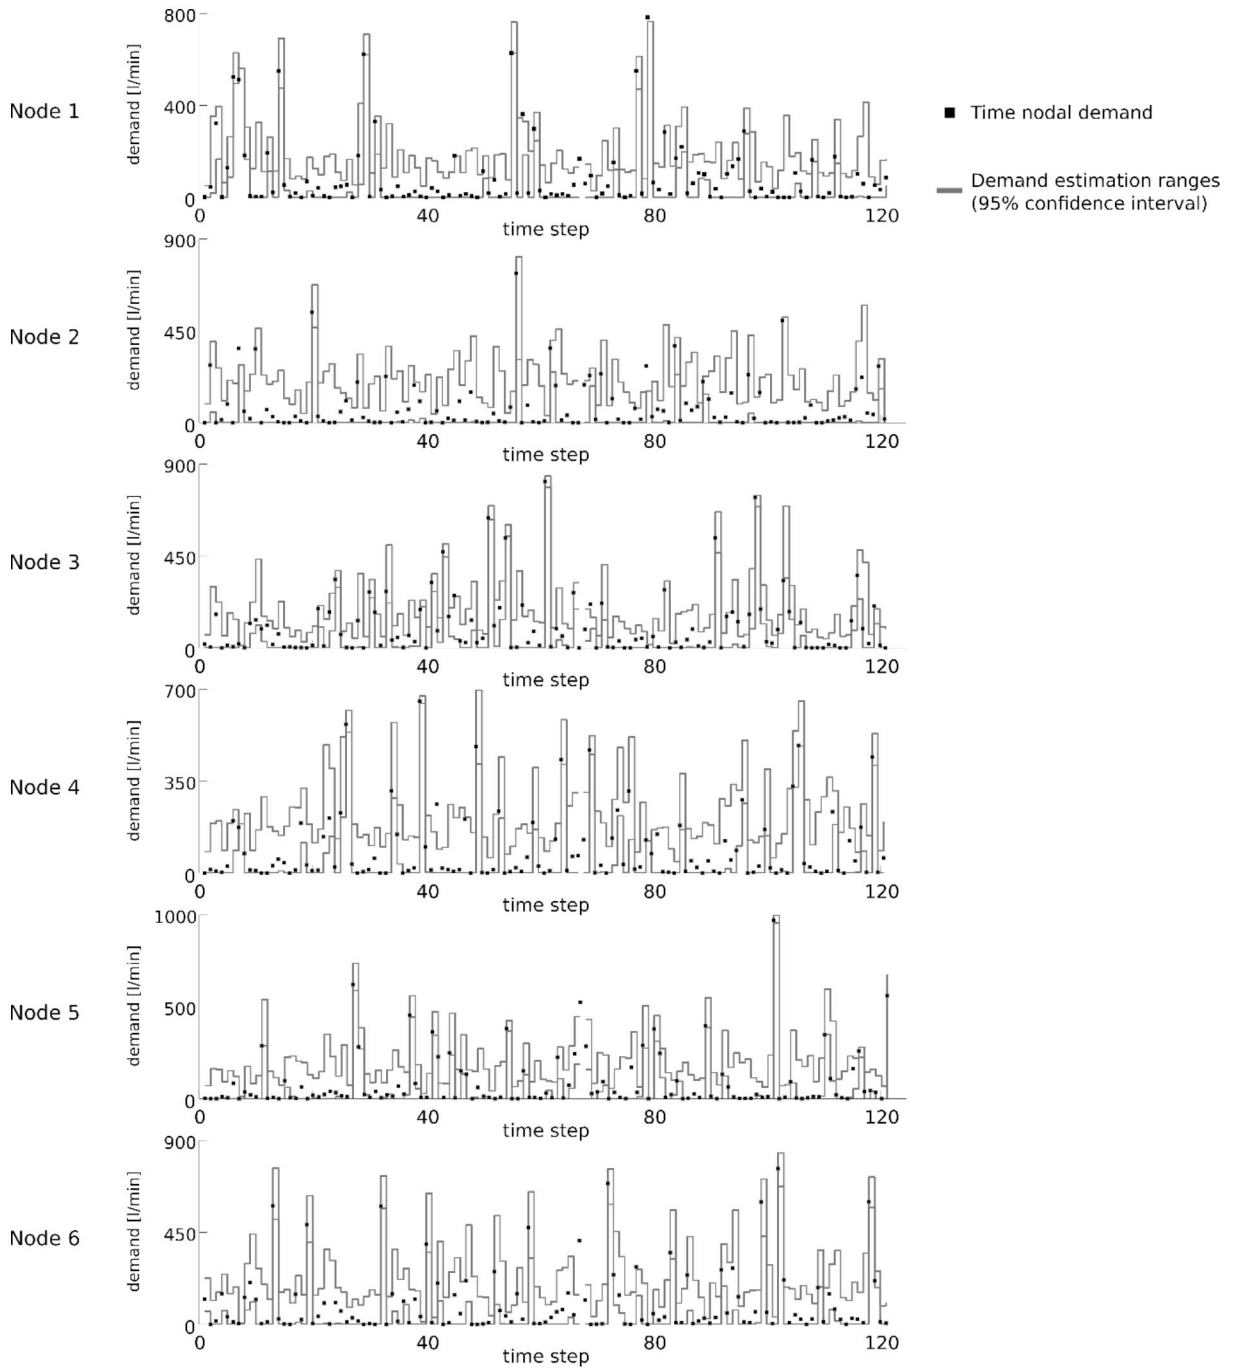 800
400
0
demand [l/min]
Node 1
0
40
80
120
time step
Time nodal demand
Demand estimation ranges
(95% confidence interval)
900
450
0
demand [l/min]
Node 2
0
40
80
120
time step
900
450
0
demand [l/min]
Node 3
0
40
80
120
time step
700
350
0
demand [l/min]
Node 4
0
40
80
120
time step
1000
500
0
demand [l/min]
Node 5
0
40
80
120
time step
900
450
0
demand [l/min]
Node 6
0
40
80
120
time step